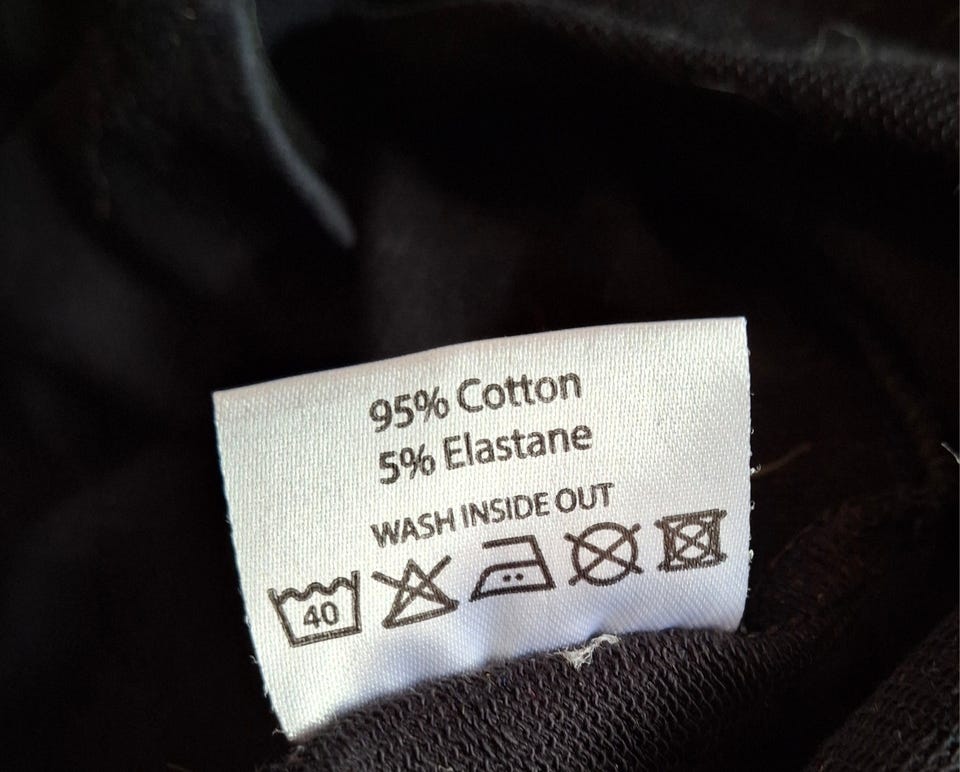 95% Cotton
5% Elastane
WASH INSIDE OUT
40